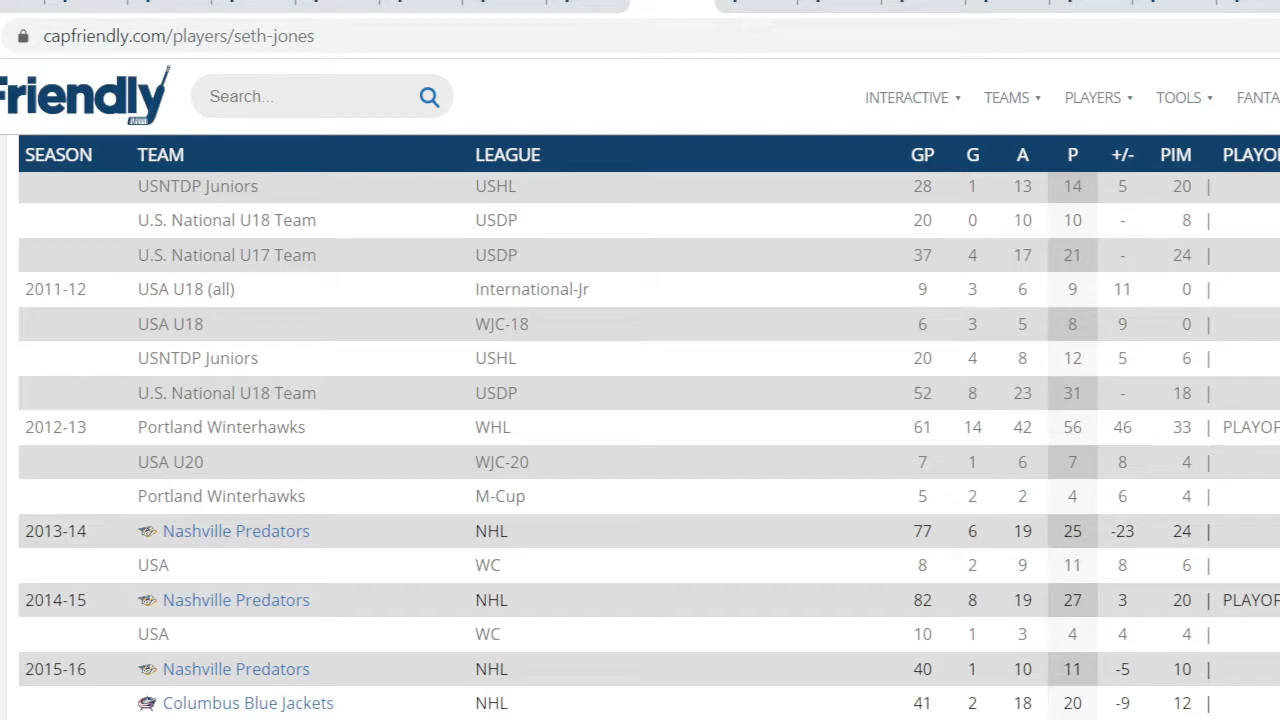 capfriendly.com/players/seth-jones
Friendly Search... INTERACTIVE TEAMS PLAYERS TOOLS FANTA
SEASON TEAM LEAGUE GP G A P +/- PIM PLAYO
USNTDP Juniors USHL 28 1 13 14 5 20 |
U.S. National U18 Team USDP 20 0 10 10 - 8 |
U.S. National U17 Team USDP 37 4 17 21 - 24 |
2011-12 USA U18 (all) International-Jr 9 3 6 9 11 0 |
USA U18 WJC-18 6 3 5 8 9 0 |
USNTDP Juniors USHL 20 4 8 12 5 6 |
U.S. National U18 Team USDP 52 8 23 31 - 18 |
2012-13 Portland Winterhawks WHL 61 14 42 56 46 33 | PLAYOF
USA U20 WJC-20 7 1 6 7 8 4 |
Portland Winterhawks M-Cup 5 2 2 4 6 4 |
2013-14 Nashville Predators NHL 77 6 19 25 -23 24 |
USA WC 8 2 9 11 8 6 |
2014-15 Nashville Predators NHL 82 8 19 27 3 20 | PLAYOF
USA WC 10 1 3 4 4 4 |
2015-16 Nashville Predators NHL 40 1 10 11 -5 10 |
Columbus Blue Jackets NHL 41 2 18 20 -9 12 |